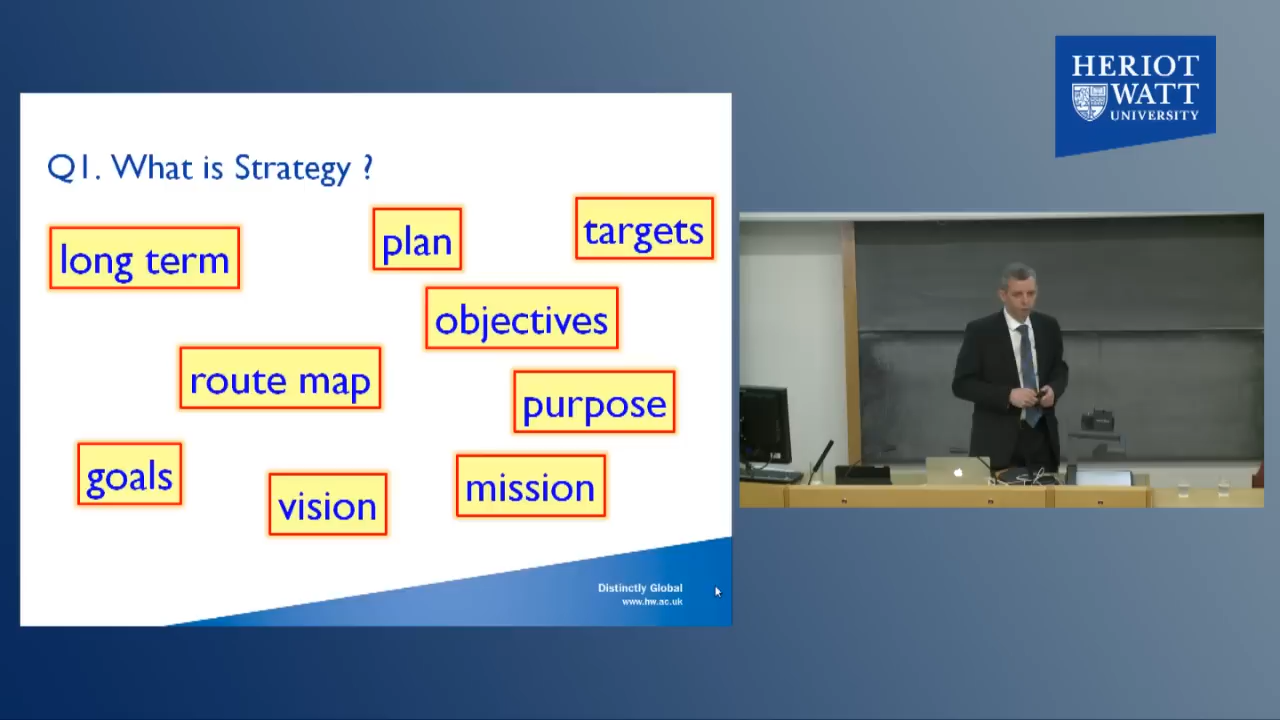 HERIOT
WATT
UNIVERSITY
Q1. What is Strategy ?
long term
plan
targets
objectives
route map
purpose
goals
vision
mission
Distinctly Global
www.hw.ac.uk